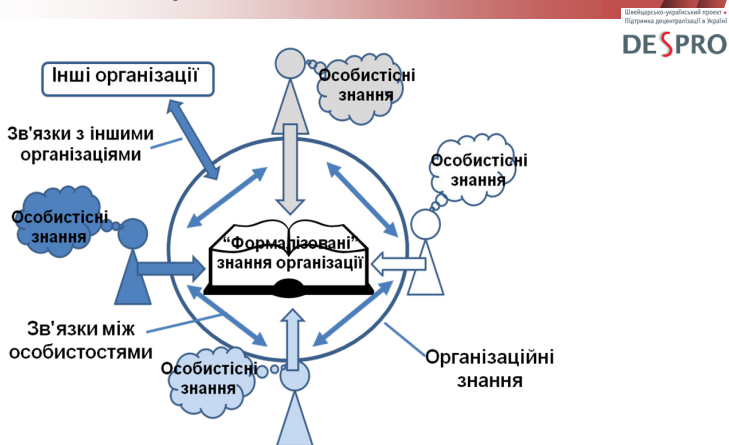 Швейцарсько-український проект
Підтримка децентралізації в Україні
DESPRO
Інші організації
Особистісні
знання
Зв'язки з іншими
організаціями
Особистісні
знання
Особистісні
знання
“Формалізовані”
знання організації
Зв'язки між
особистостями
Особистісні
знання
Організаційні
знання